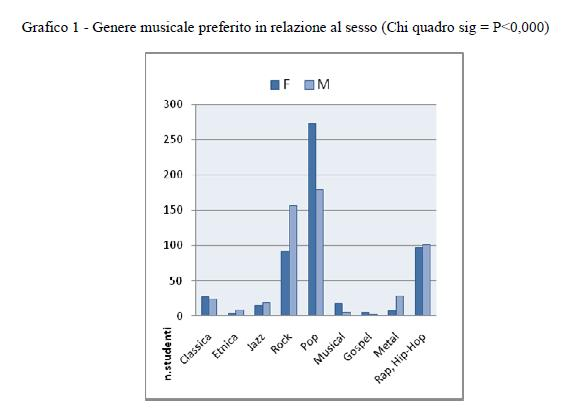 Grafico 1 - Genere musicale preferito in relazione al sesso (Chi quadro sig = P<0,000)
F M
300
250
200
150
100
50
0
n.studenti
Classica
Etnica
Jazz
Rock
Pop
Musical
Gospel
Metal
Rap, Hip-Hop